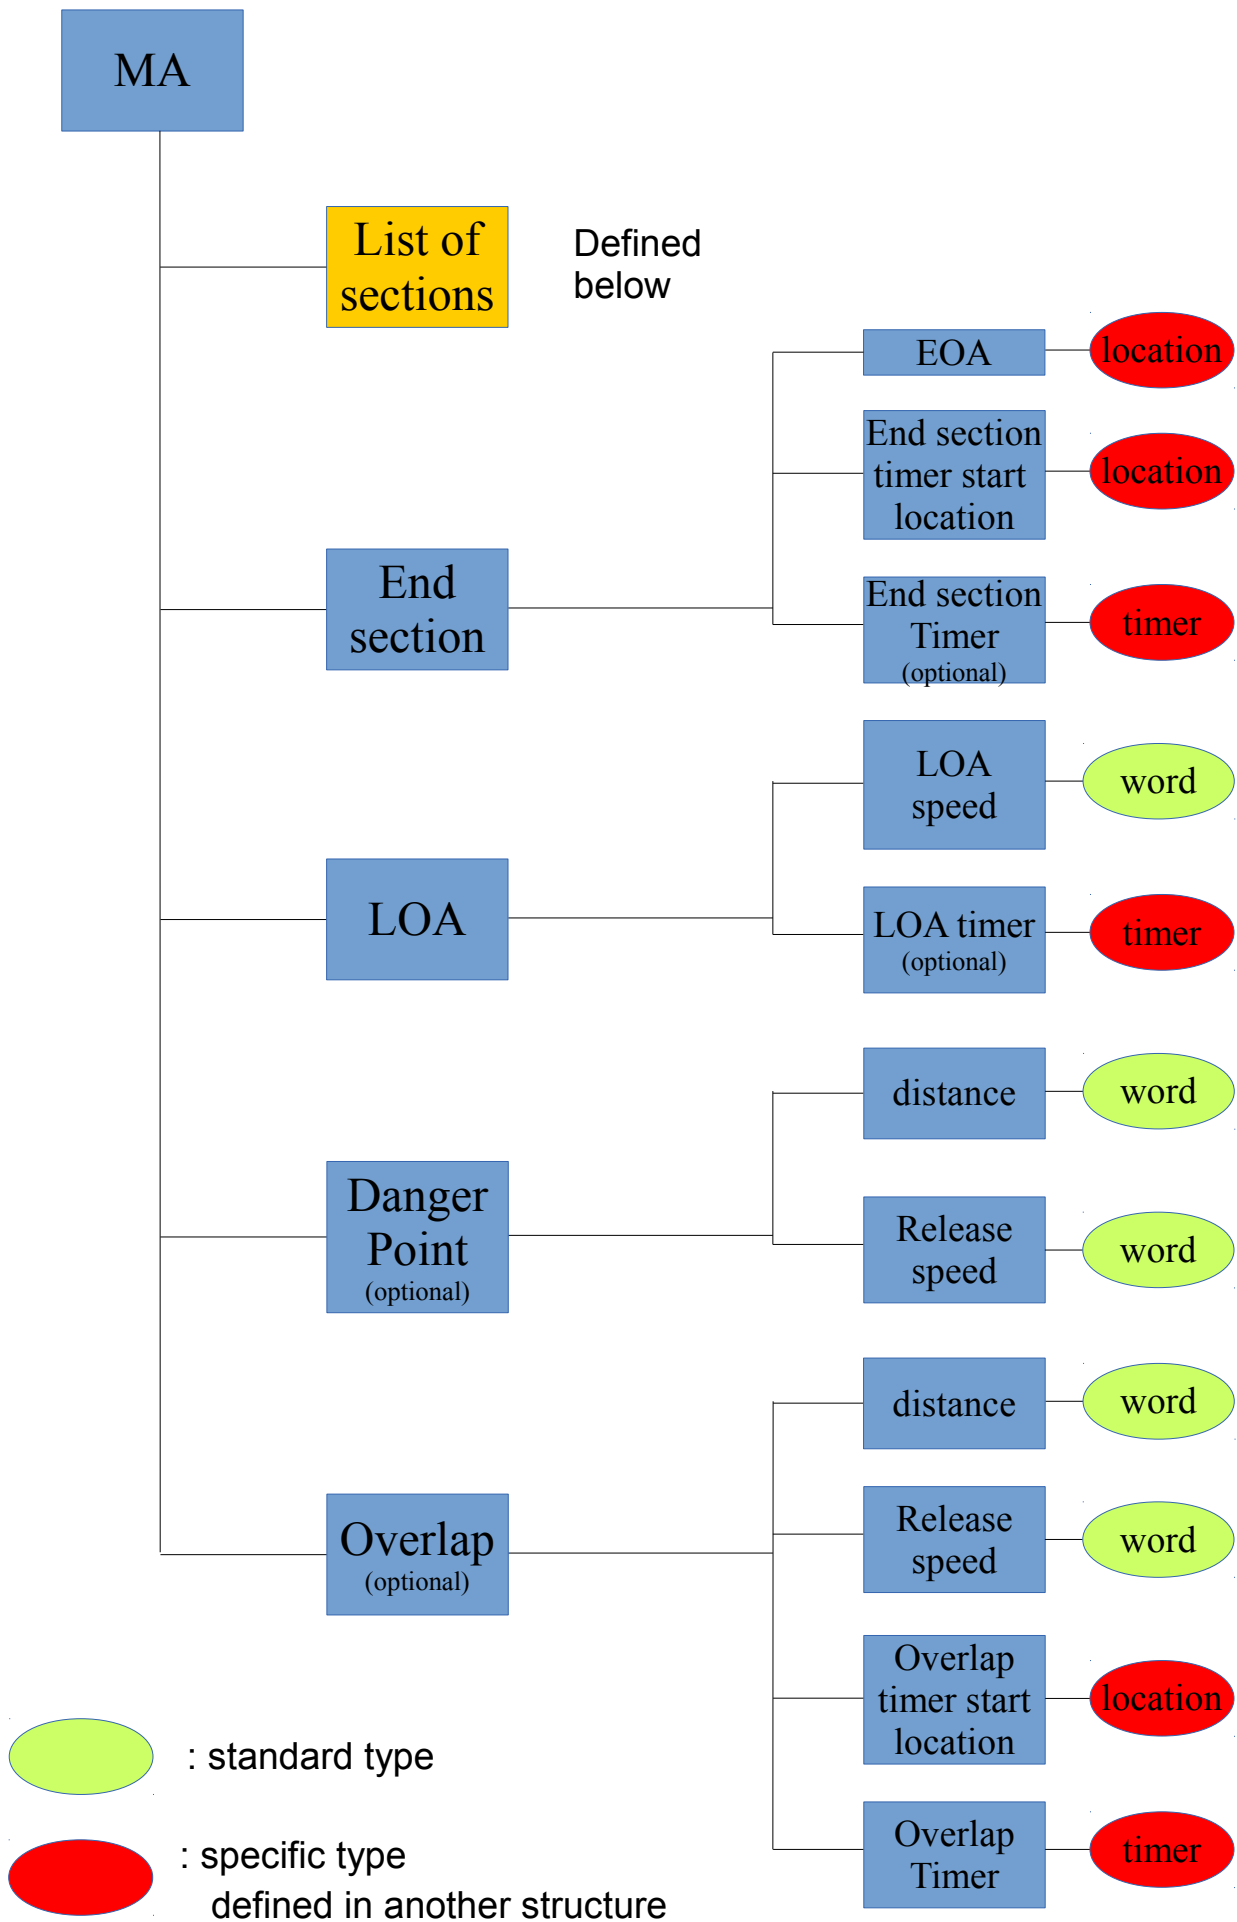 MA
List of
sections
Defined
below
EOA
location
End section
timer start
location
location
End
section
End section
Timer
(optional)
timer
LOA
speed
word
LOA
LOA timer
(optional)
timer
distance
word
Danger
Point
(optional)
Release
speed
word
distance
word
Overlap
(optional)
Release
speed
word
Overlap
timer start
location
location
: standard type
Overlap
Timer
timer
: specific type
defined in another structure